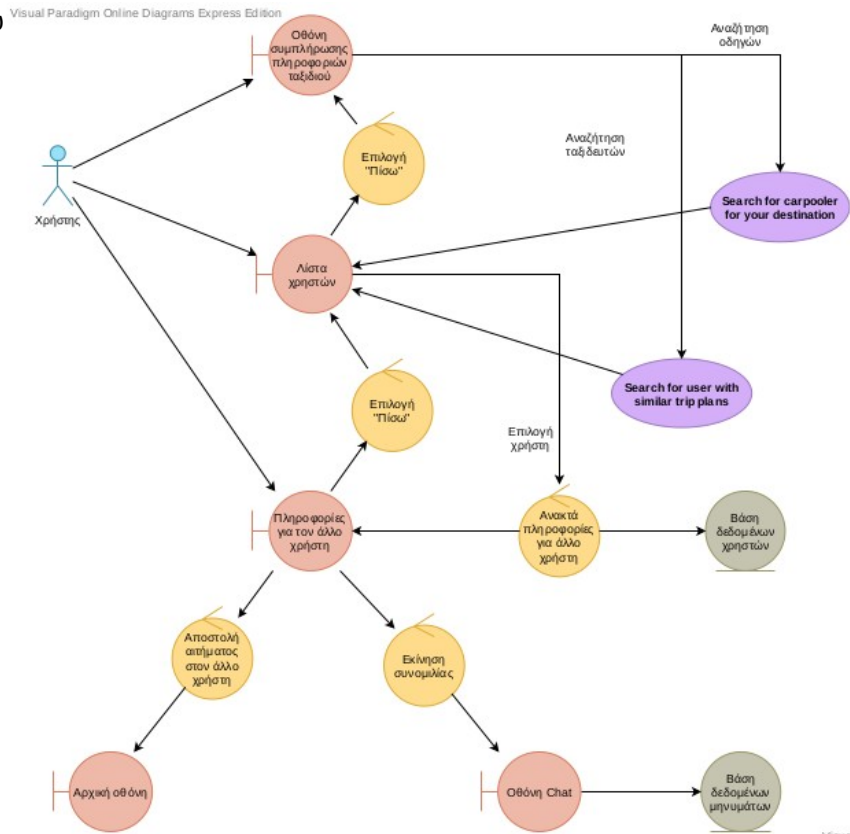 Visual Paradigm Online Diagrams Express Edition
Οθόνη
συμπλήρωσης
πληροφοριών
ταξιδιού
Αναζήτηση
οδηγών
Αναζήτηση
ταξιδευτών
Επιλογή
"Πίσω"
Χρήστης
Search for carpooler
for your destination
Λίστα
χρηστών
Search for user with
similar trip plans
Επιλογή
"Πίσω"
Επιλογή
χρήστη
Πληροφορίες
για τον άλλο
χρήστη
Ανακτά
πληροφορίες
για άλλο
χρήστη
Βάση
δεδομένων
χρηστών
Αποστολή
αιτήματος
στον άλλο
χρήστη
Εκίνηση
συνομιλίας
Αρχική οθόνη
Οθόνη Chat
Βάση
δεδομένων
μηνυμάτων